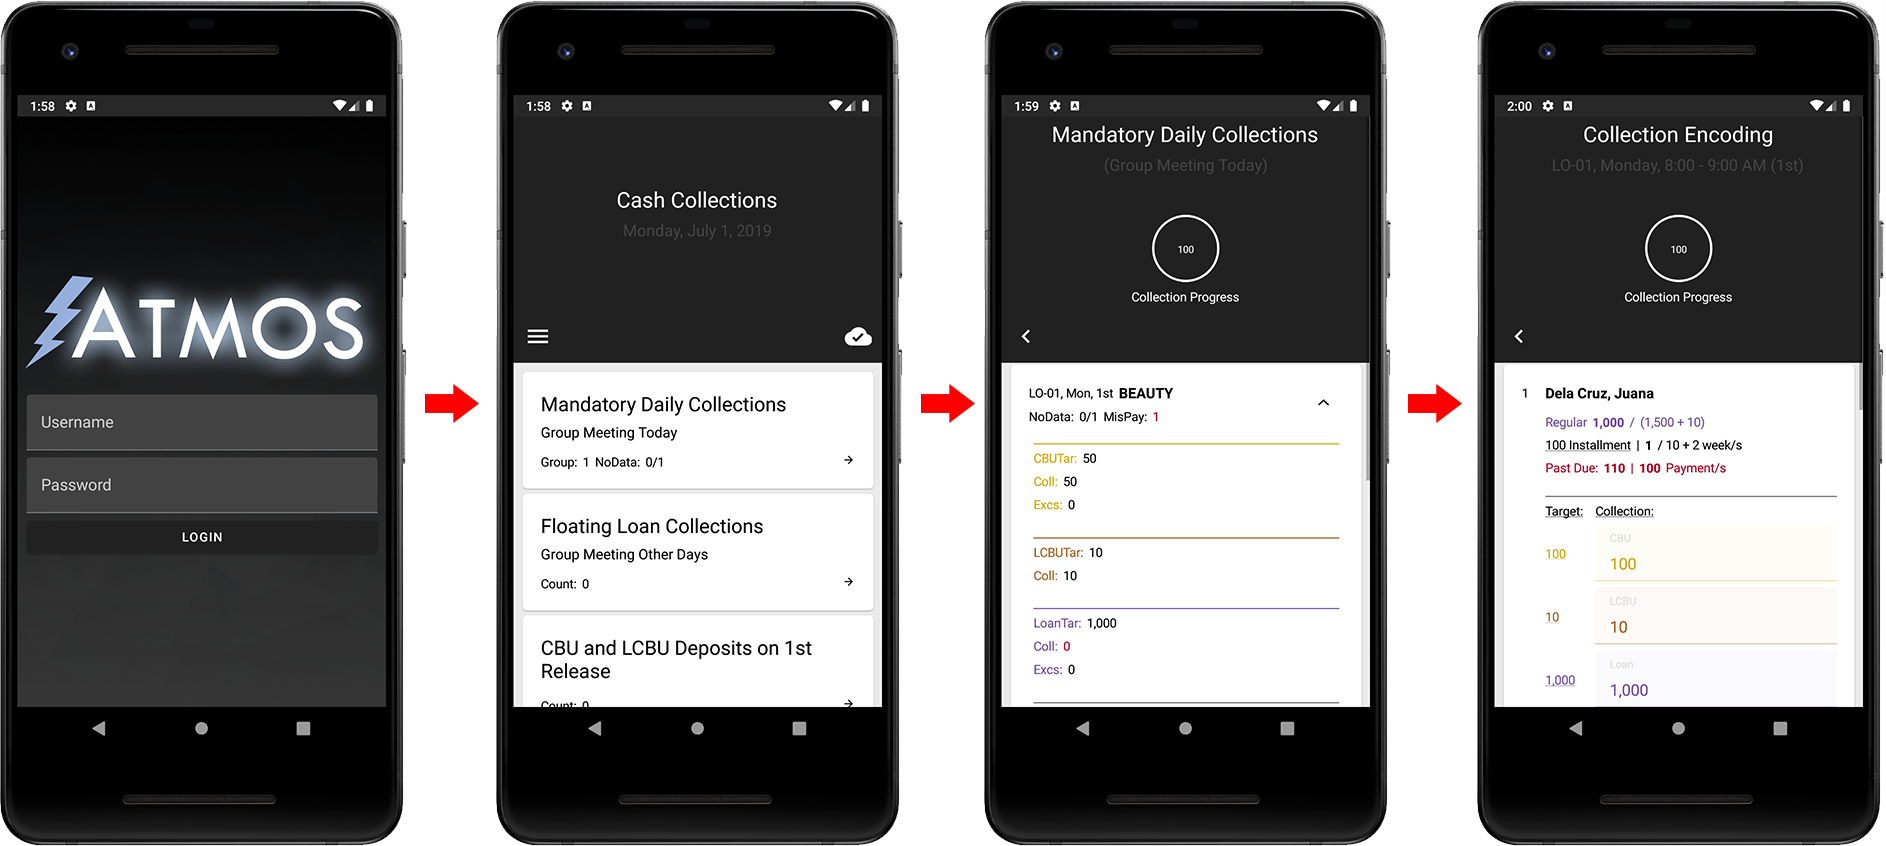 1:58
ATMOS
Username
Password
LOGIN
1:58
Cash Collections
Monday, July 1, 2019
Mandatory Daily Collections
Group Meeting Today
Group: 1 NoData: 0/1
Floating Loan Collections
Group Meeting Other Days
Count: 0
CBU and LCBU Deposits on 1st
Release
Count: 0
1:59
Mandatory Daily Collections
(Group Meeting Today)
100
Collection Progress
LO-01, Mon, 1st BEAUTY
NoData: 0/1 MisPay: 1
CBUTar: 50
Coll: 50
Excs: 0
LCBUTar: 10
Coll: 10
LoanTar: 1,000
Coll: 0
Excs: 0
2:00
Collection Encoding
LO-01, Monday, 8:00 - 9:00 AM (1st)
100
Collection Progress
1 Dela Cruz, Juana
Regular 1,000 / (1,500 + 10)
100 Installment | 1 / 10 + 2 week/s
Past Due: 110 | 100 Payment/s
Target: Collection:
CBU
100 100
LCBU
10 10
Loan
1,000 1,000